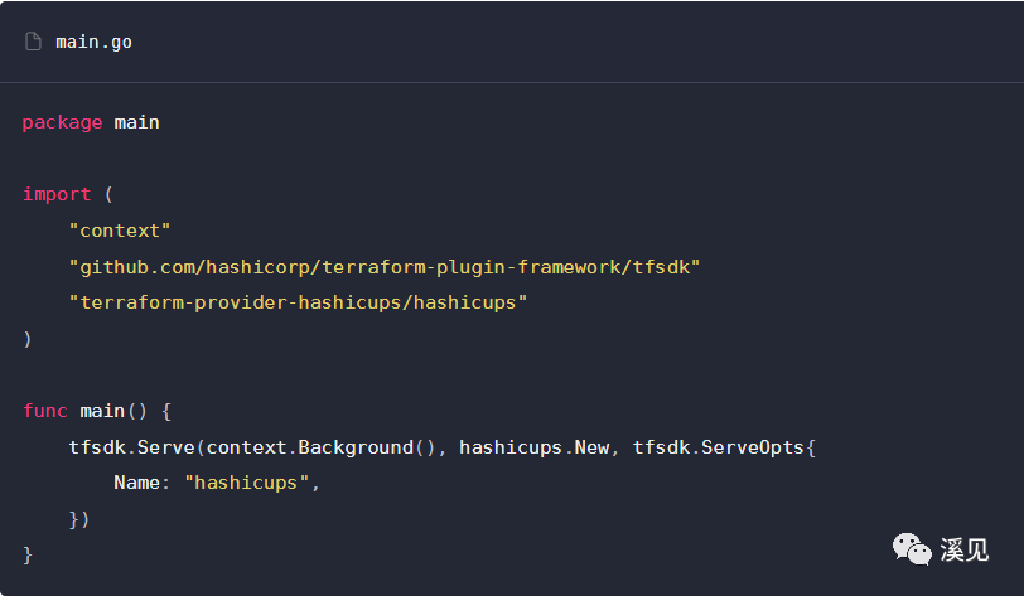 main.go
package main
import (
    "context"
    "github.com/hashicorp/terraform-plugin-framework/tfsdk"
    "terraform-provider-hashicups/hashicups"
)
func main() {
    tfsdk.Serve(context.Background(), hashicups.New, tfsdk.ServeOpts{
        Name: "hashicups",
    })
}
溪见